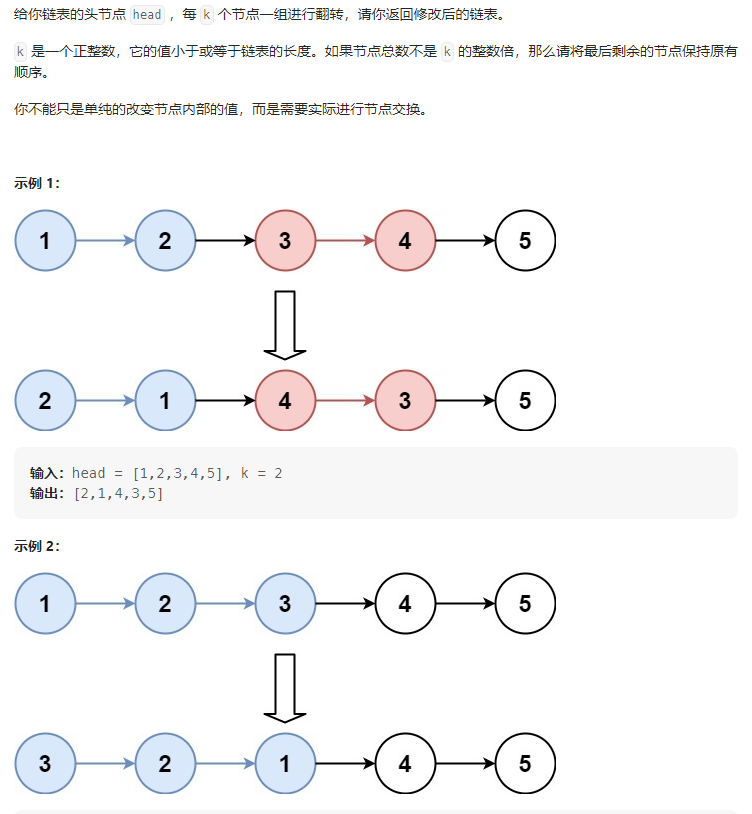 给你链表的头节点 head ，每 k 个节点一组进行翻转，请你返回修改后的链表。
k 是一个正整数，它的值小于或等于链表的长度。如果节点总数不是 k 的整数倍，那么请将最后剩余的节点保持原有
顺序。
你不能只是单纯的改变节点内部的值，而是需要实际进行节点交换。
示例 1：
1 2 3 4 5
2 1 4 3 5
输入：head = [1,2,3,4,5], k = 2
输出：[2,1,4,3,5]
示例 2：
1 2 3 4 5
3 2 1 4 5